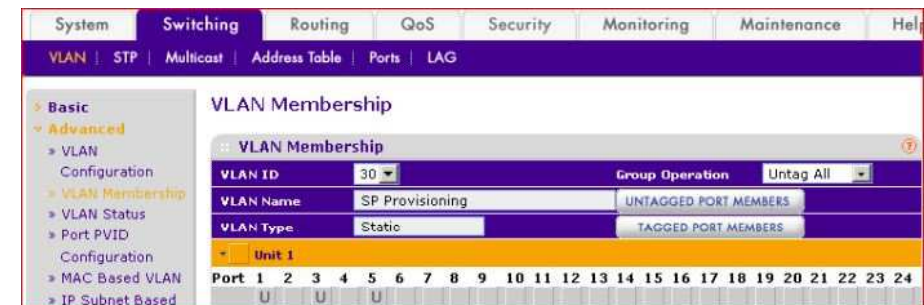 System Switching Routing QoS Security Monitoring Maintenance
VLAN | STP | Multicast | Address Table | Ports | LAG
Basic
Advanced
» VLAN
Configuration
» VLAN Membership
» VLAN Status
» Port PVID
Configuration
» MAC Based VLAN
» IP Subnet Based
VLAN Membership
VLAN Membership
VLAN ID 30 Group Operation Untag All
VLAN Name SP Provisioning UNTAGGED PORT MEMBERS
VLAN Type Static TAGGED PORT MEMBERS
Unit 1
Port 1 2 3 4 5 6 7 8 9 10 11 12 13 14 15 16 17 18 19 20 21 22 23 24
U U U